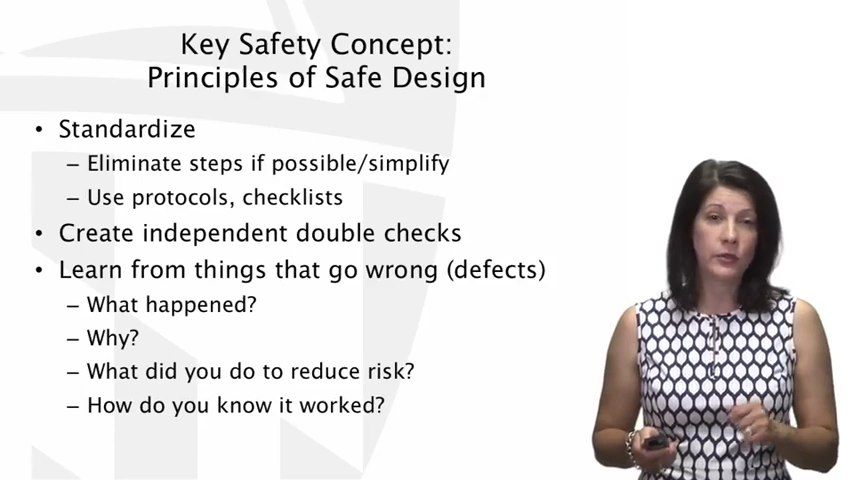 Key Safety Concept:
Principles of Safe Design
• Standardize
– Eliminate steps if possible/simplify
– Use protocols, checklists
• Create independent double checks
• Learn from things that go wrong (defects)
– What happened?
– Why?
– What did you do to reduce risk?
– How do you know it worked?